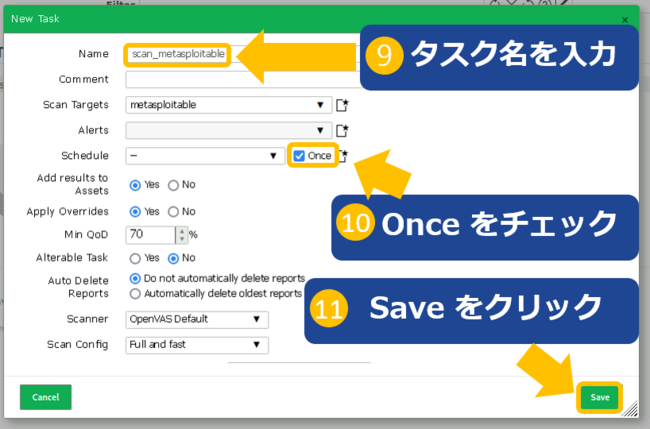 Filter
New Task
×
Name scan_metasploitable
⑨ タスク名を入力
Comment
Scan Targets metasploitable ▼
Alerts ▼
Schedule -- ▼ Once
Add results to
Assets
Yes No
⑩ Once をチェック
Apply Overrides Yes No
Min QoD 70 %
Alterable Task Yes No
Auto Delete
Reports
Do not automatically delete reports
Automatically delete oldest reports
⑪ Save をクリック
Scanner OpenVAS Default ▼
Scan Config Full and fast ▼
Cancel Save